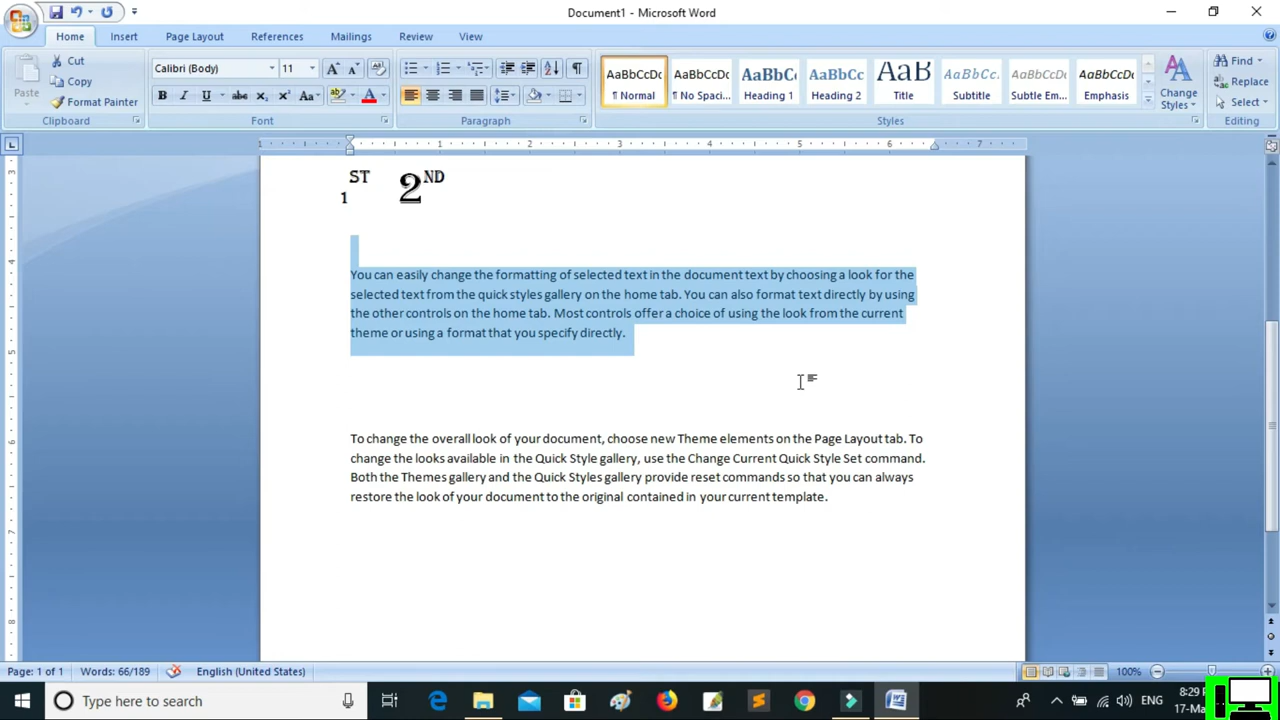 Document1 - Microsoft Word
Home Insert Page Layout References Mailings Review View
Paste
Cut
Copy
Format Painter
Clipboard
Calibri (Body) 11
Font
Paragraph
AaBbCcDc AaBbCcDc AaBbCc AaBbCc AaB AaBbCc. AaBbCcDc AaBbCcDc
¶ Normal ¶ No Spaci... Heading 1 Heading 2 Title Subtitle Subtle Em... Emphasis
Change
Styles
Styles
Find
Replace
Select
Editing
1 1 2 3 4 5 6 7
1ST 2ND
You can easily change the formatting of selected text in the document text by choosing a look for the
selected text from the quick styles gallery on the home tab. You can also format text directly by using
the other controls on the home tab. Most controls offer a choice of using the look from the current
theme or using a format that you specify directly.
To change the overall look of your document, choose new Theme elements on the Page Layout tab. To
change the looks available in the Quick Style gallery, use the Change Current Quick Style Set command.
Both the Themes gallery and the Quick Styles gallery provide reset commands so that you can always
restore the look of your document to the original contained in your current template.
Page: 1 of 1 Words: 66/189 English (United States) 100%
Type here to search
ENG
8:29